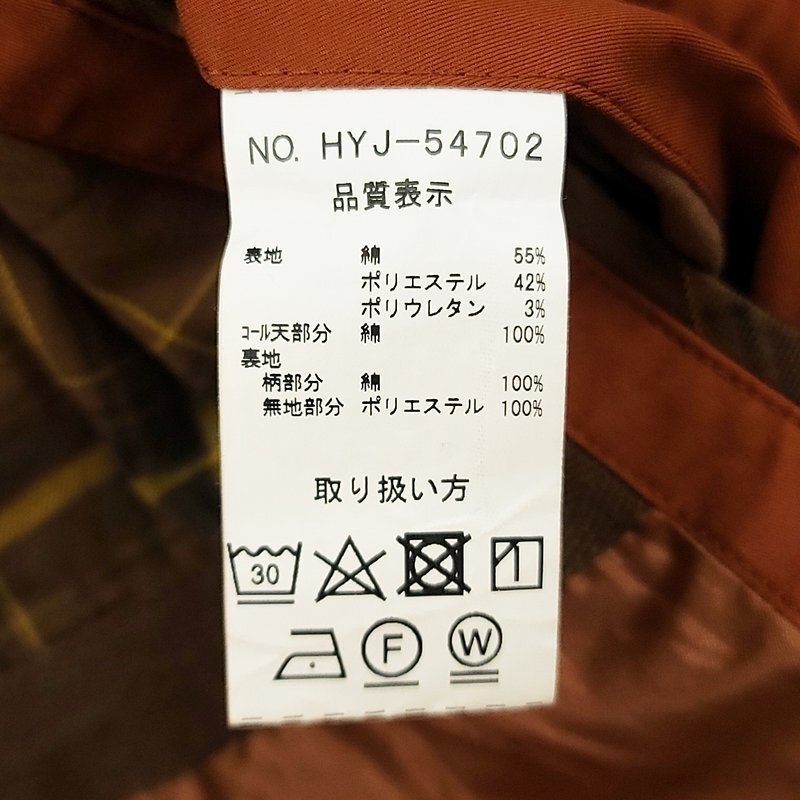 NO. HYJ-54702
品質表示
表地 綿 55%
ポリエステル 42%
ポリウレタン 3%
コール天部分 綿 100%
裏地
柄部分 綿 100%
無地部分 ポリエステル 100%
取り扱い方
30
F W